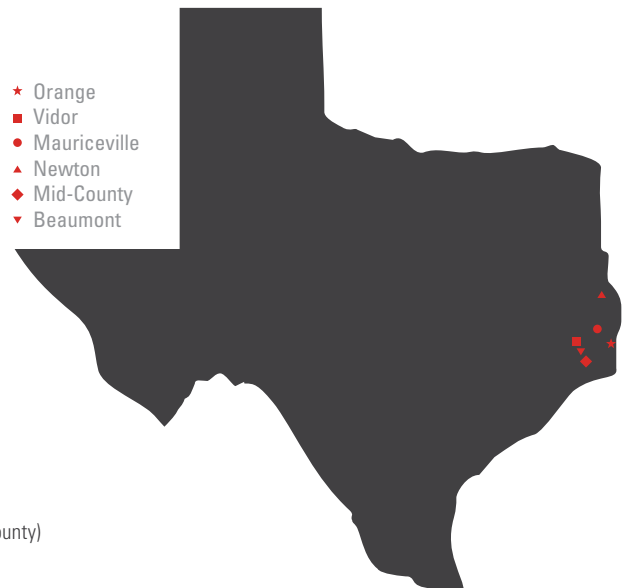 Orange
Vidor
Mauriceville
Newton
Mid-County
Beaumont
ounty)